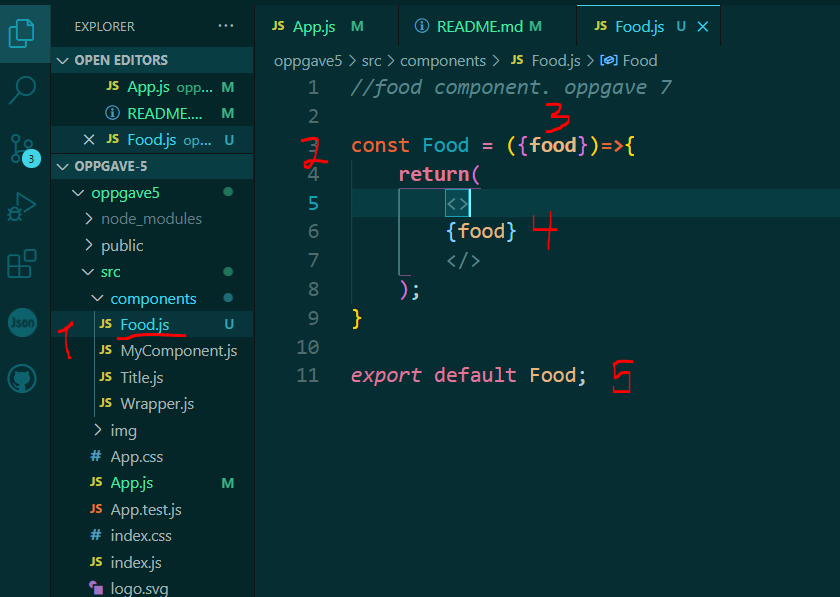 EXPLORER ...
OPEN EDITORS
JS App.js opp... M
README.... M
JS Food.js op... U
OPPGAVE-5
oppgave5
node_modules
public
src
components
JS Food.js U
JS MyComponent.js
JS Title.js
JS Wrapper.js
img
# App.css
JS App.js M
JS App.test.js
# index.css
JS index.js
logo.svg
3
Json
1
JS App.js M
README.md M
JS Food.js U
oppgave5 > src > components > JS Food.js > Food
1 //food component. oppgave 7
2
3 const Food = ({food})=>{
4 return(
5 <>
6 {food}
7 </>
8 );
9 }
10
11 export default Food;
2
3
4
5